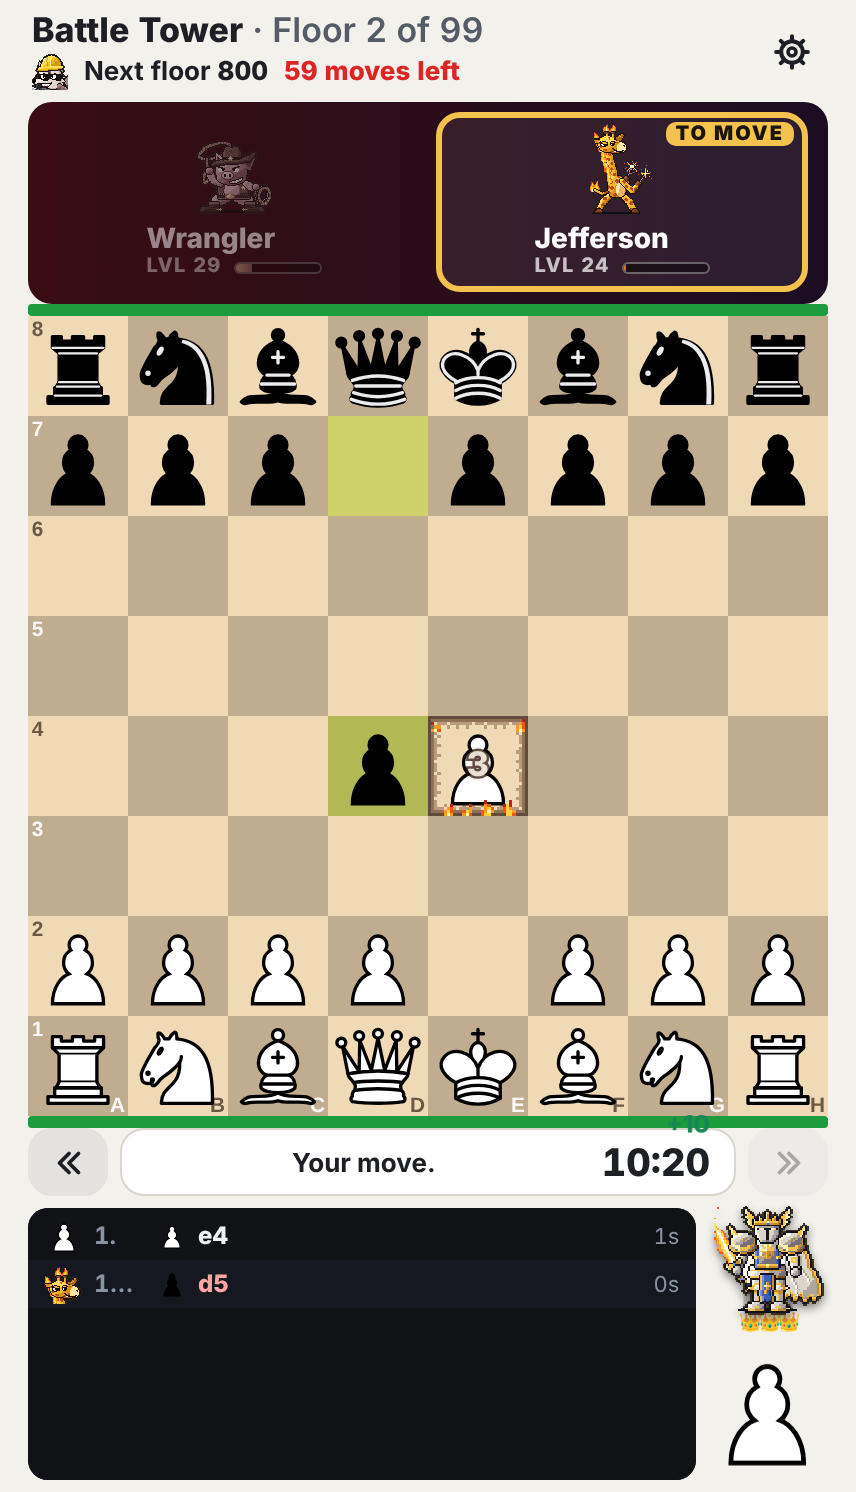 Battle Tower · Floor 2 of 99
Next floor 800 59 moves left
TO MOVE
Wrangler
LVL 29
Jefferson
LVL 24
8
7
6
5
4
3
3
2
1
A B C D E F G H
+10
Your move. 10:20
1. e4 1s
1... d5 0s